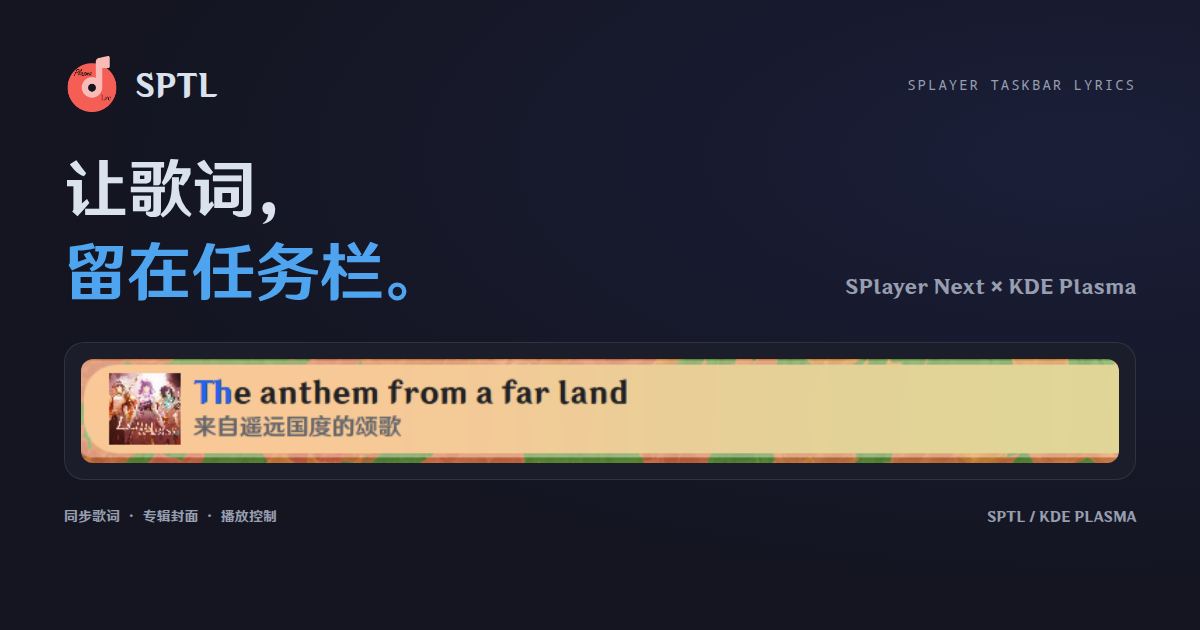 SPTL
SPLAYER TASKBAR LYRICS
让歌词，
留在任务栏。
SPlayer Next × KDE Plasma
The anthem from a far land
来自遥远国度的颂歌
同步歌词 · 专辑封面 · 播放控制
SPTL / KDE PLASMA